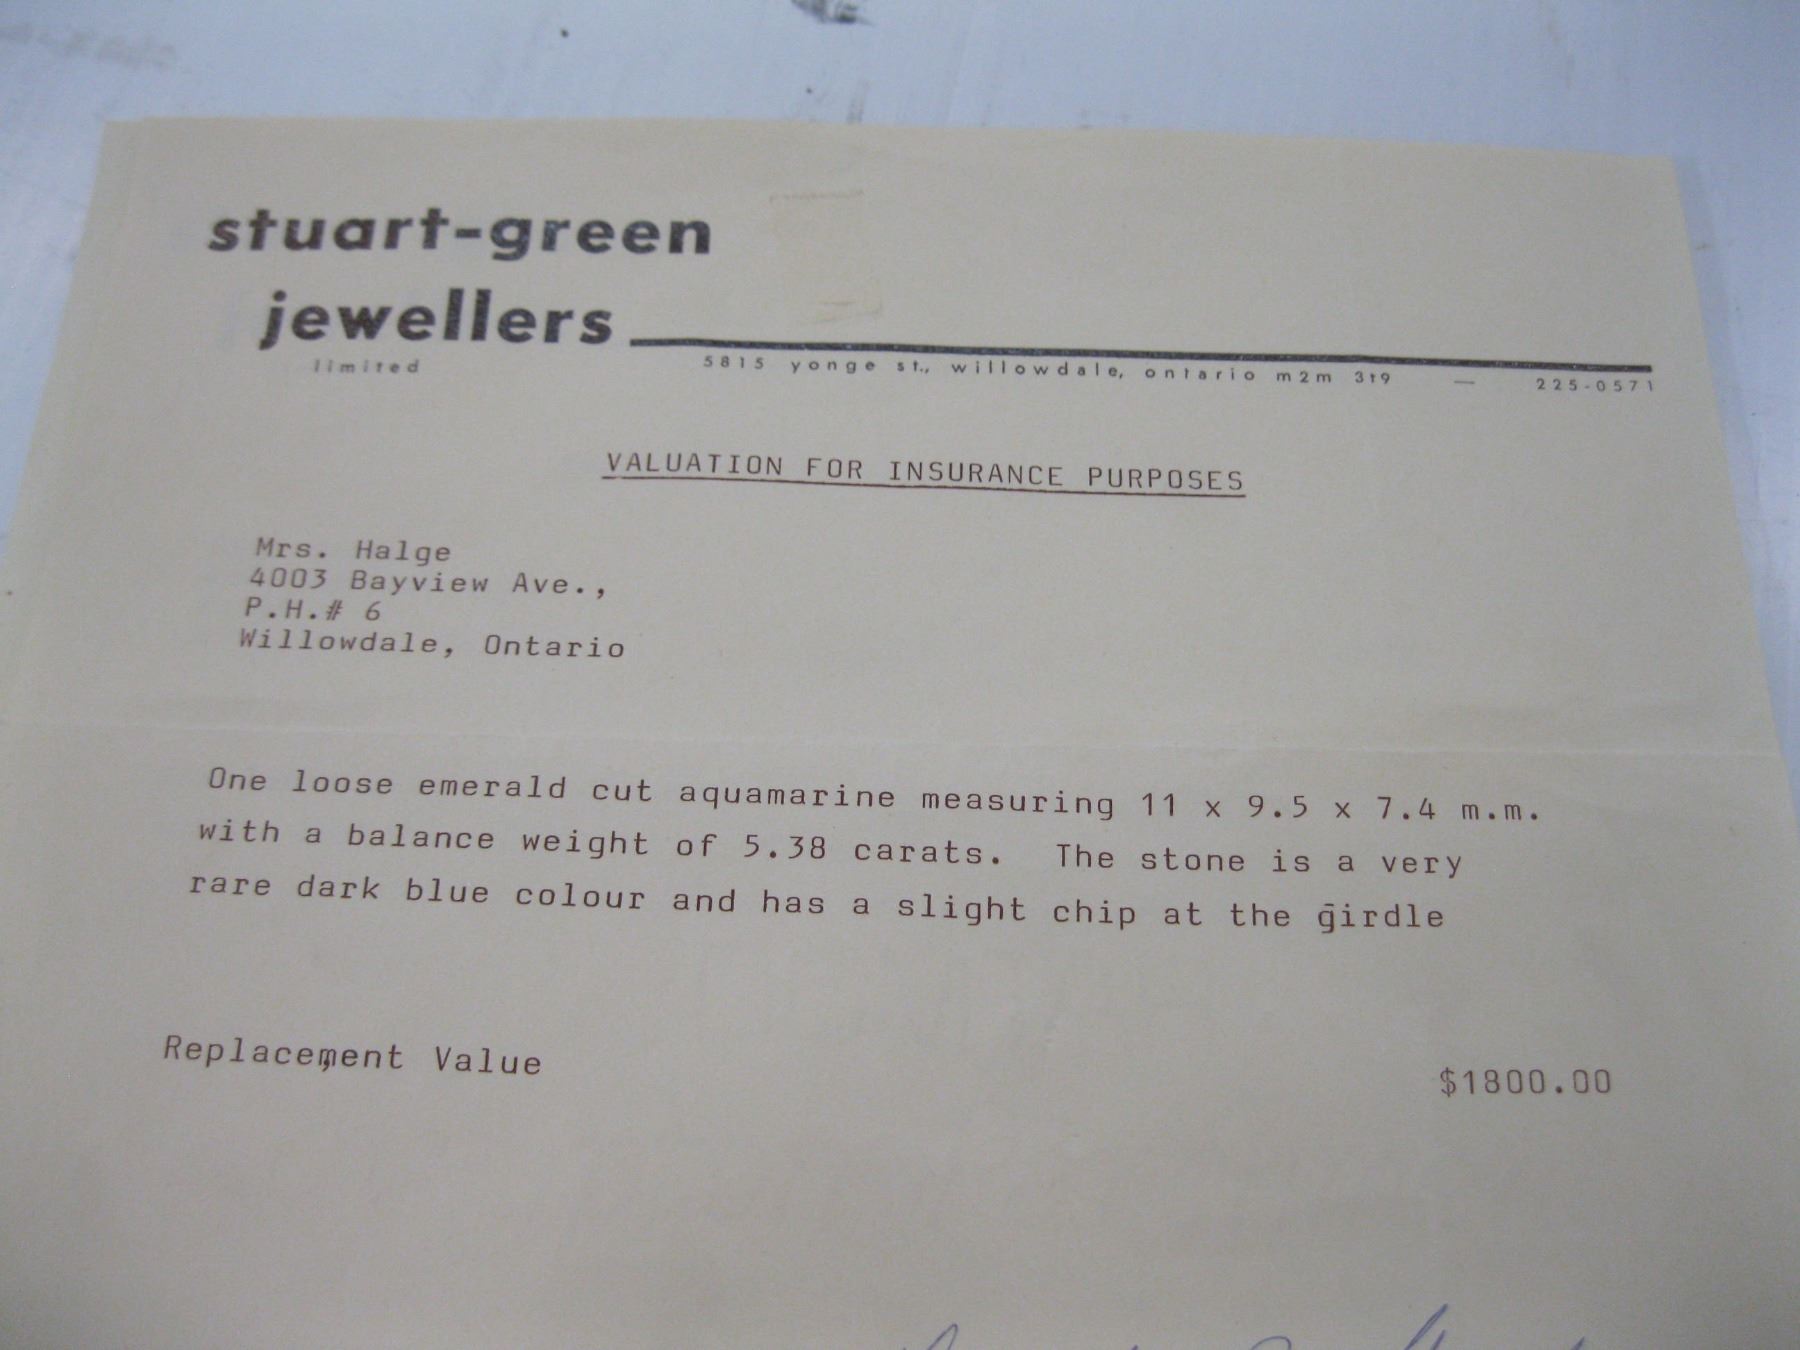 stuart-green
jewellers
limited
5815 yonge st., willowdale, ontario m2m 3t9 — 225-0571
VALUATION FOR INSURANCE PURPOSES
Mrs. Halge
4003 Bayview Ave.,
P.H.# 6
Willowdale, Ontario
One loose emerald cut aquamarine measuring 11 x 9.5 x 7.4 m.m.
with a balance weight of 5.38 carats. The stone is a very
rare dark blue colour and has a slight chip at the girdle
Replacement Value $1800.00